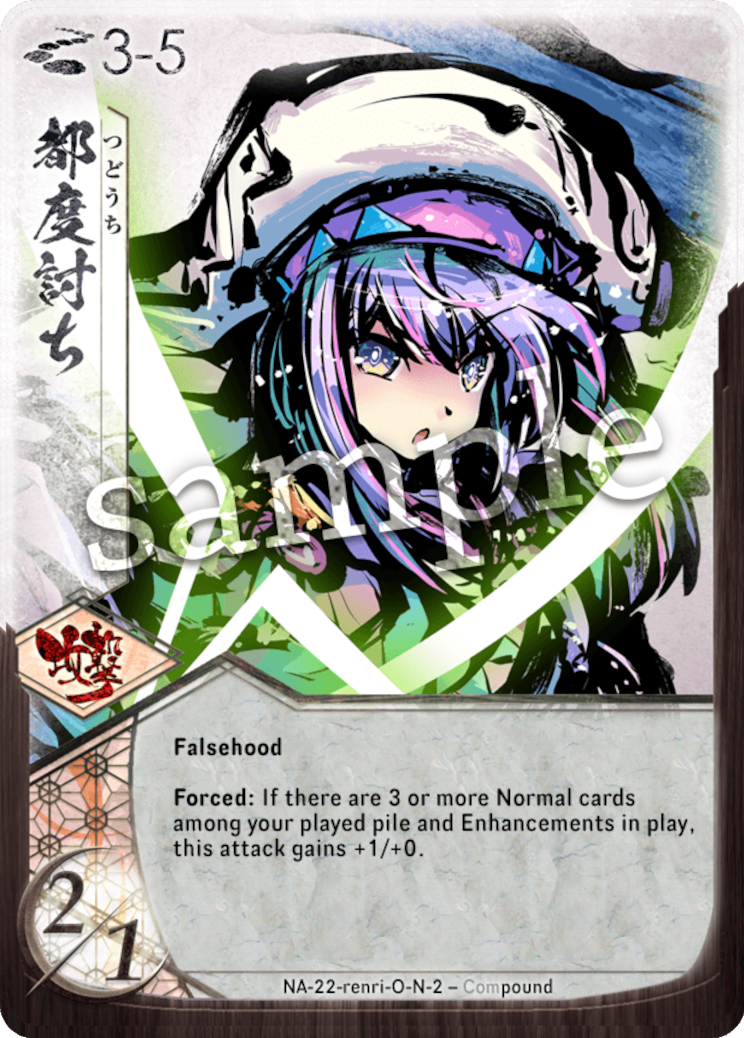 3-5
都度討ち
つどうち
sample
攻撃
Falsehood
Forced: If there are 3 or more Normal cards
among your played pile and Enhancements in play,
this attack gains +1/+0.
2/1
NA-22-renri-O-N-2 – Compound